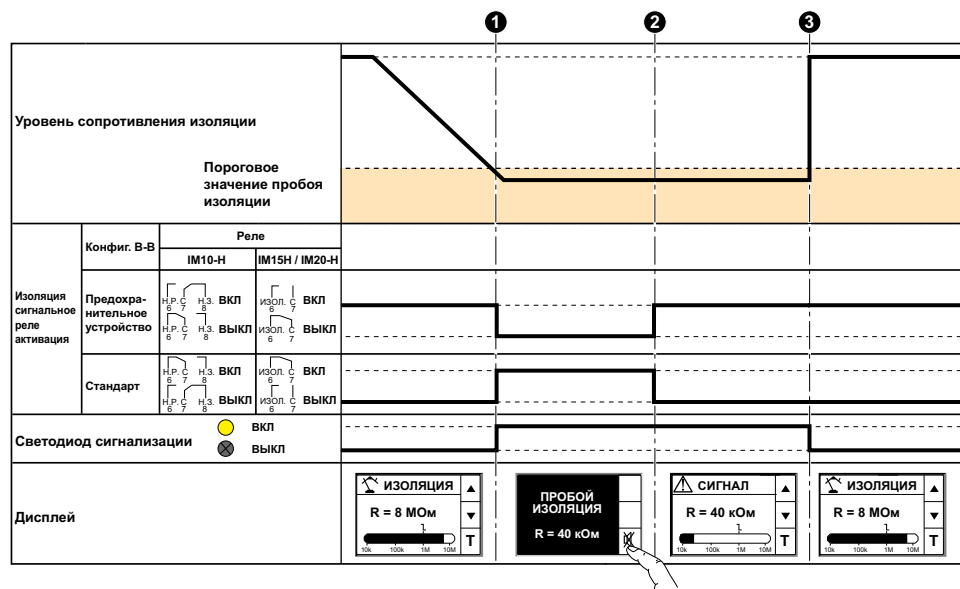 1 2 3
Уровень сопротивления изоляции
Пороговое
значение пробоя
изоляции
Конфиг. В-В
Реле
IM10-H
IM15H / IM20-H
Изоляция
сигнальное
реле
активация
Предохра-
нительное
устройство
Н.Р. С Н.З. ВКЛ
6 7 8
ИЗОЛ. С ВКЛ
6 7
Н.Р. С Н.З. ВЫКЛ
6 7 8
ИЗОЛ. С ВЫКЛ
6 7
Стандарт
Н.Р. С Н.З. ВКЛ
6 7 8
ИЗОЛ. С ВКЛ
6 7
Н.Р. С Н.З. ВЫКЛ
6 7 8
ИЗОЛ. С ВЫКЛ
6 7
Светодиод сигнализации
ВКЛ
ВЫКЛ
Дисплей
ИЗОЛЯЦИЯ
R = 8 МОм
T
10k 100k 1M 10M
ПРОБОЙ
ИЗОЛЯЦИЯ
R = 40 кОм
СИГНАЛ
R = 40 кОм
T
10k 100k 1M 10M
ИЗОЛЯЦИЯ
R = 8 МОм
T
10k 100k 1M 10M